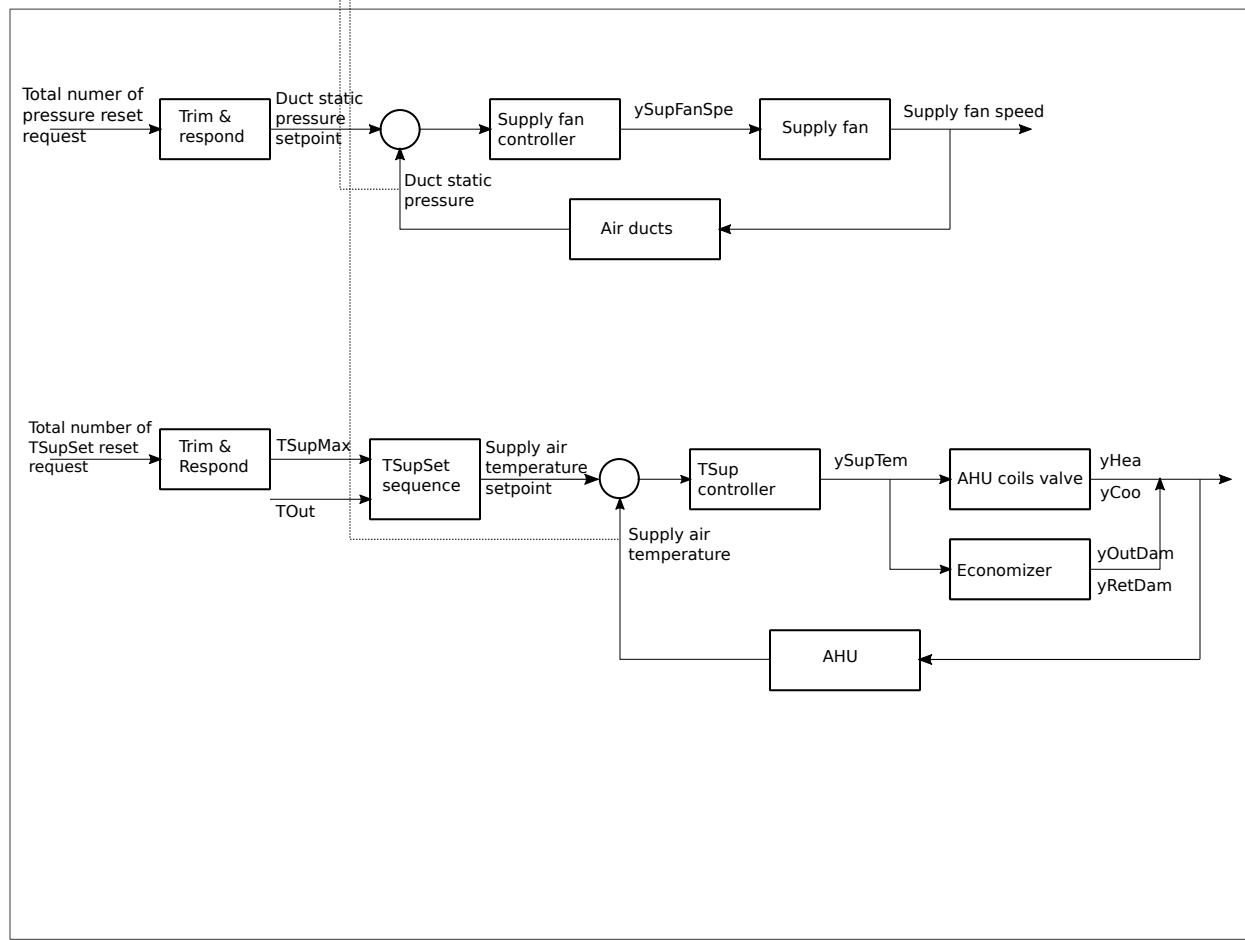 Total numer of
pressure reset
request
Trim &
respond
Duct static
pressure
setpoint
Supply fan
controller
ySupFanSpe
Supply fan
Supply fan speed
Duct static
pressure
Air ducts
Total number of
TSupSet reset
request
Trim &
Respond
TSupMax
TOut
TSupSet
sequence
Supply air
temperature
setpoint
TSup
controller
ySupTem
AHU coils valve
yHea
yCoo
Supply air
temperature
Economizer
yOutDam
yRetDam
AHU